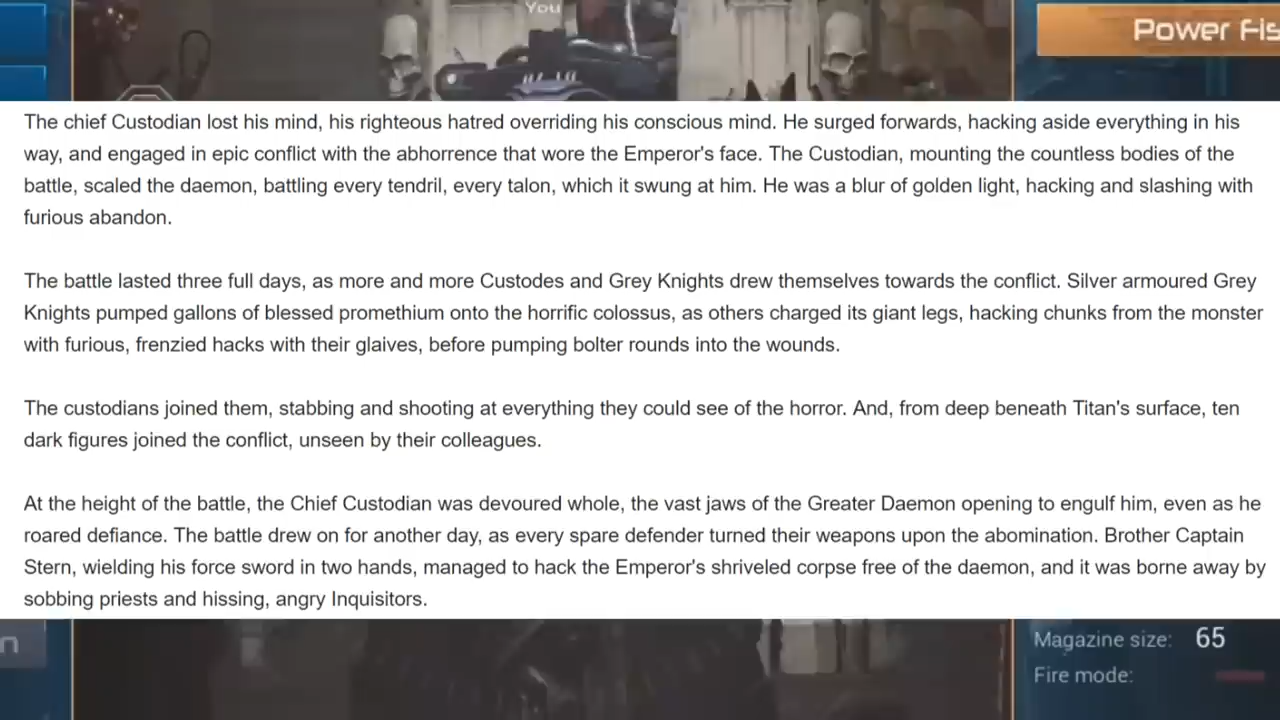 You
Power Fis
The chief Custodian lost his mind, his righteous hatred overriding his conscious mind. He surged forwards, hacking aside everything in his
way, and engaged in epic conflict with the abhorrence that wore the Emperor's face. The Custodian, mounting the countless bodies of the
battle, scaled the daemon, battling every tendril, every talon, which it swung at him. He was a blur of golden light, hacking and slashing with
furious abandon.
The battle lasted three full days, as more and more Custodes and Grey Knights drew themselves towards the conflict. Silver armoured Grey
Knights pumped gallons of blessed promethium onto the horrific colossus, as others charged its giant legs, hacking chunks from the monster
with furious, frenzied hacks with their glaives, before pumping bolter rounds into the wounds.
The custodians joined them, stabbing and shooting at everything they could see of the horror. And, from deep beneath Titan's surface, ten
dark figures joined the conflict, unseen by their colleagues.
At the height of the battle, the Chief Custodian was devoured whole, the vast jaws of the Greater Daemon opening to engulf him, even as he
roared defiance. The battle drew on for another day, as every spare defender turned their weapons upon the abomination. Brother Captain
Stern, wielding his force sword in two hands, managed to hack the Emperor's shriveled corpse free of the daemon, and it was borne away by
sobbing priests and hissing, angry Inquisitors.
n
Magazine size: 65
Fire mode: